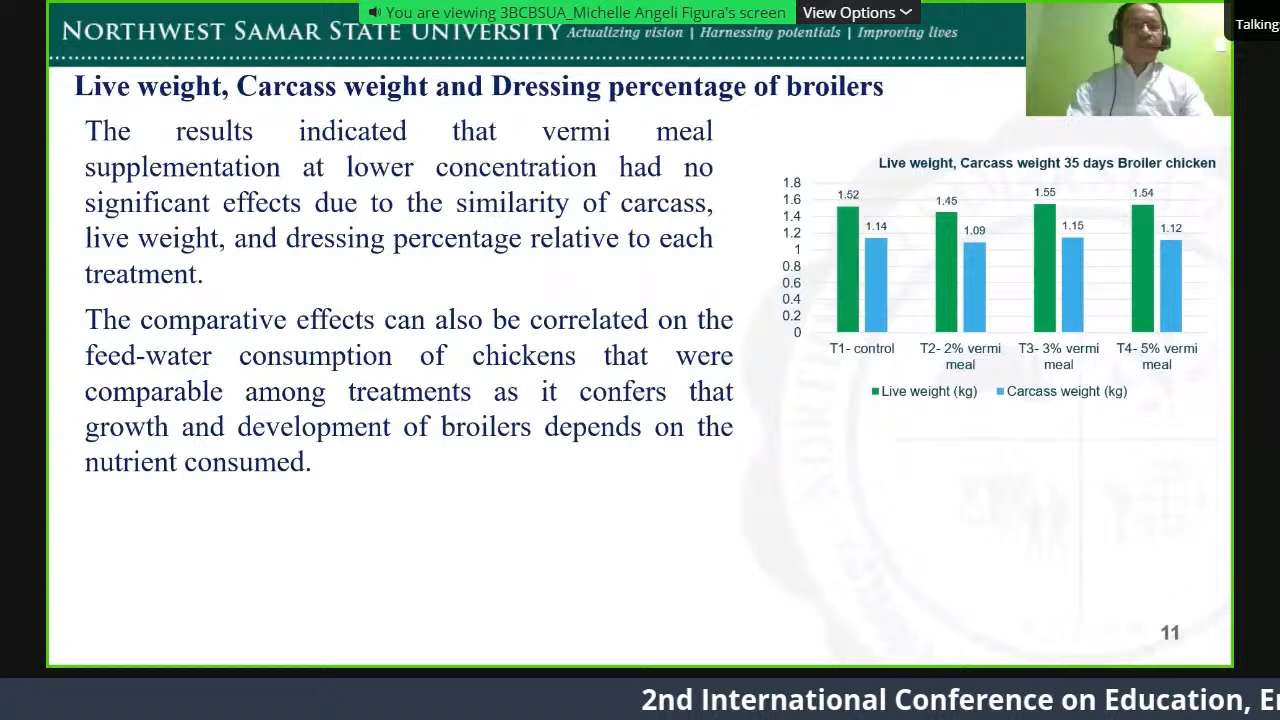 You are viewing 3BCBSUA_Michelle Angeli Figura's screen
View Options
Talking
NORTHWEST SAMAR STATE UNIVERSITY Actualizing vision | Harnessing potentials | Improving lives
Live weight, Carcass weight and Dressing percentage of broilers
The results indicated that vermi meal
supplementation at lower concentration had no
significant effects due to the similarity of carcass,
live weight, and dressing percentage relative to each
treatment.
The comparative effects can also be correlated on the
feed-water consumption of chickens that were
comparable among treatments as it confers that
growth and development of broilers depends on the
nutrient consumed.
Live weight, Carcass weight 35 days Broiler chicken
1.8
1.6
1.4
1.2
1
0.8
0.6
0.4
0.2
0
1.52
1.14
1.45
1.09
1.55
1.15
1.54
1.12
T1- control
T2- 2% vermi
meal
T3- 3% vermi
meal
T4- 5% vermi
meal
Live weight (kg)
Carcass weight (kg)
11
2nd International Conference on Education,